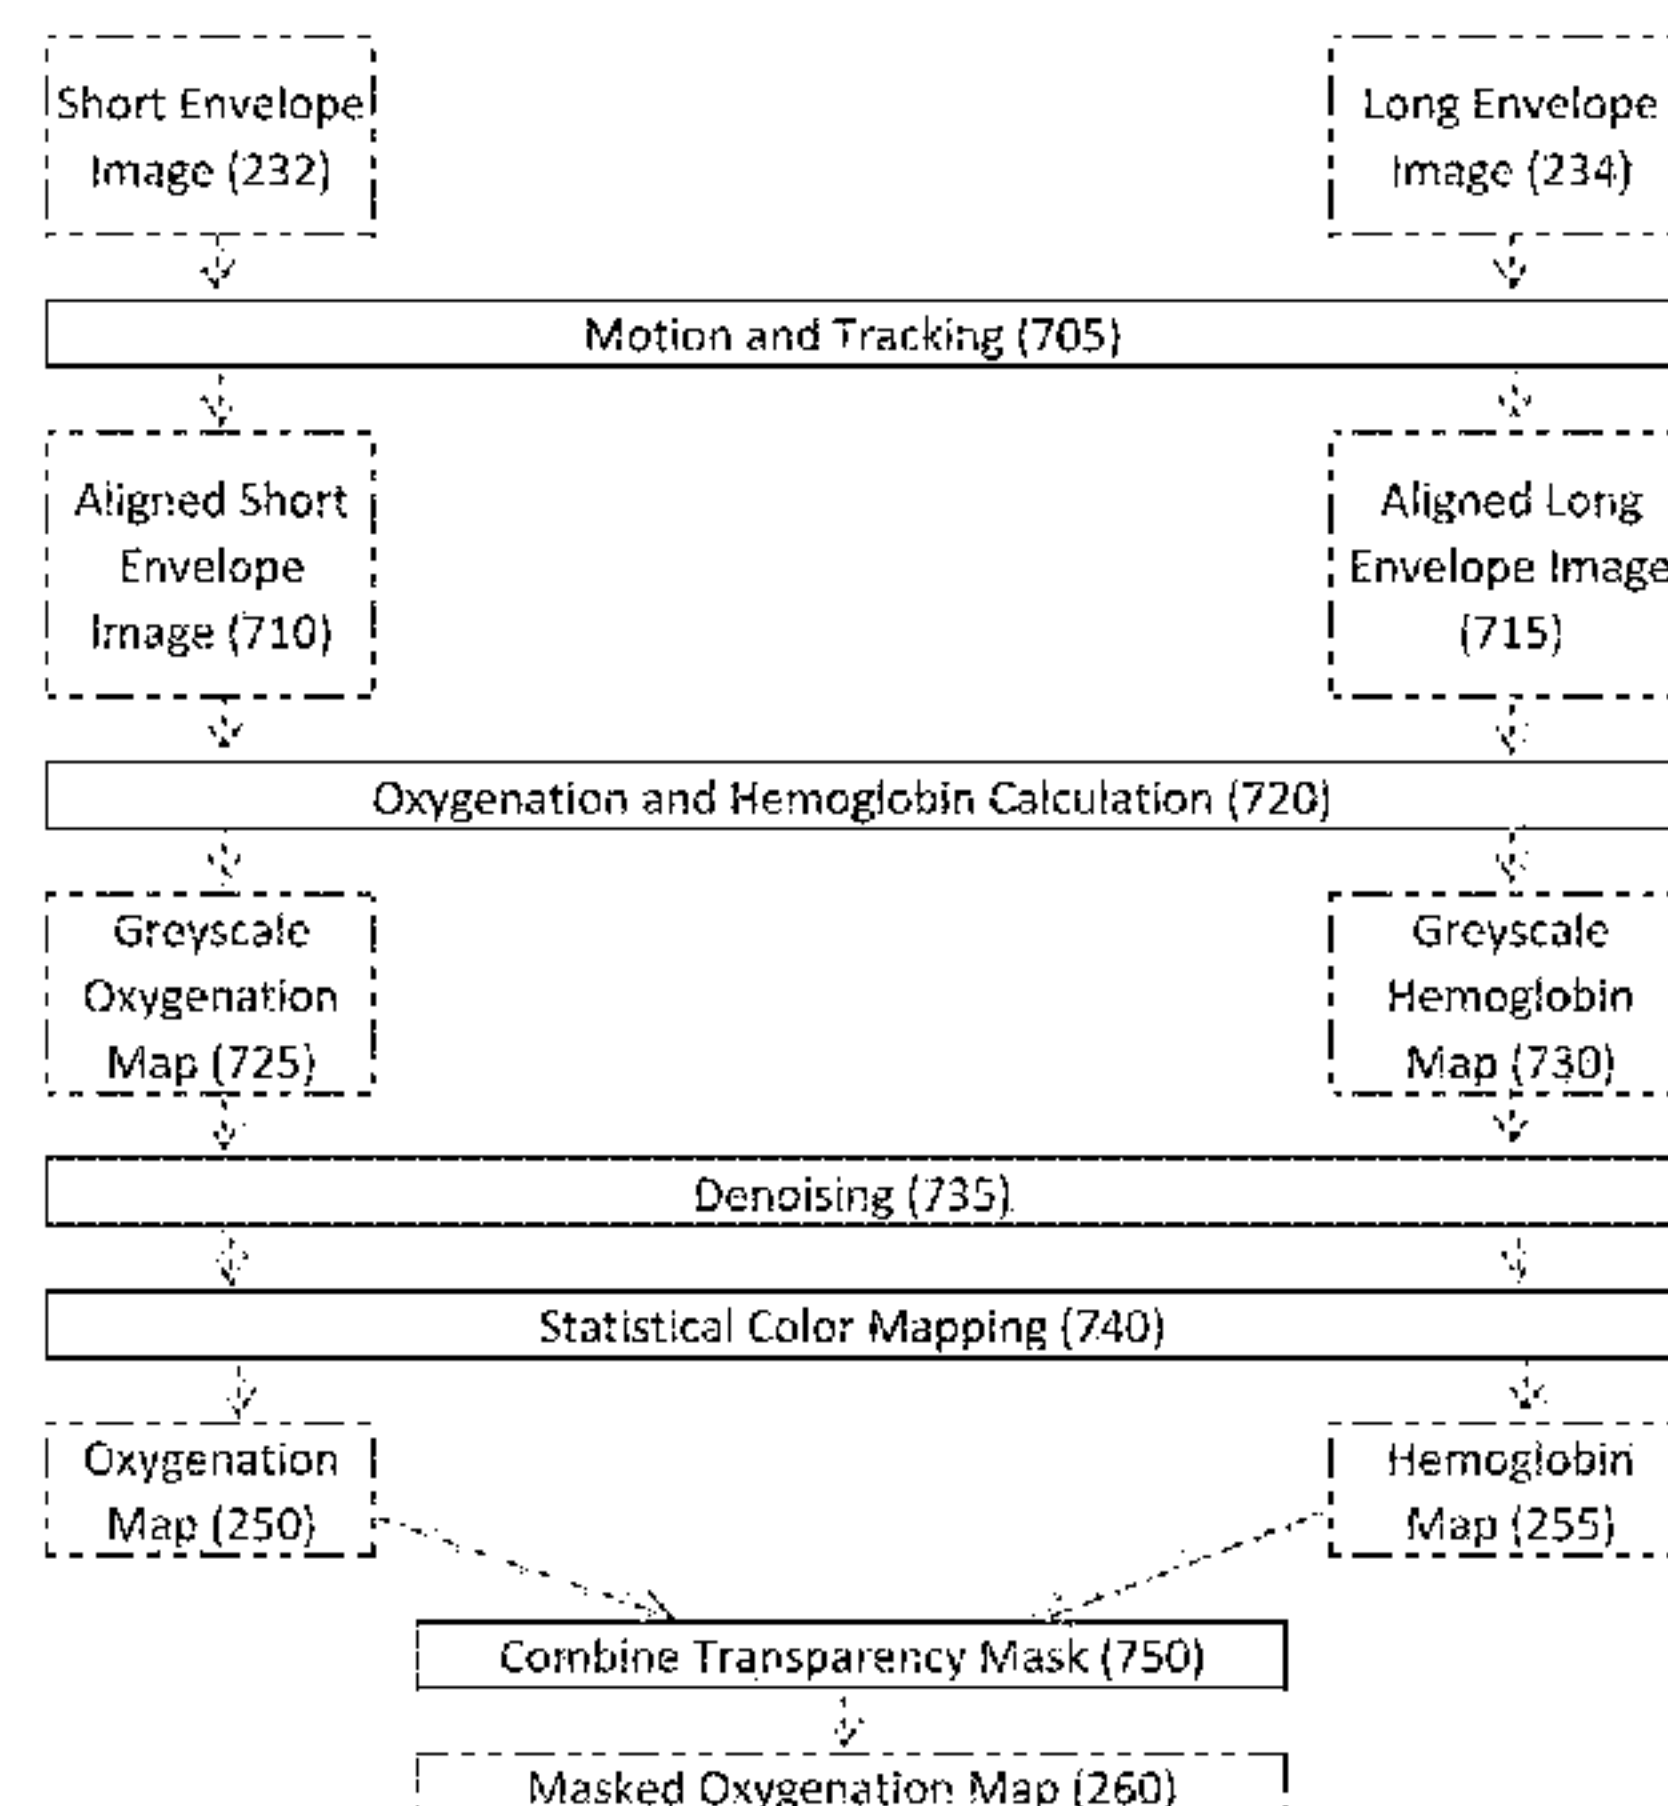 Short Envelope
Image (232)
Long Envelope
Image (234)
Motion and Tracking (705)
Aligned Short
Envelope
Image (710)
Aligned Long
Envelope Image
(715)
Oxygenation and Hemoglobin Calculation (720)
Greyscale
Oxygenation
Map (725)
Greyscale
Hemoglobin
Map (730)
Denoising (735)
Statistical Color Mapping (740)
Oxygenation
Map (250)
Hemoglobin
Map (255)
Combine Transparency Mask (750)
Masked Oxygenation Map (260)